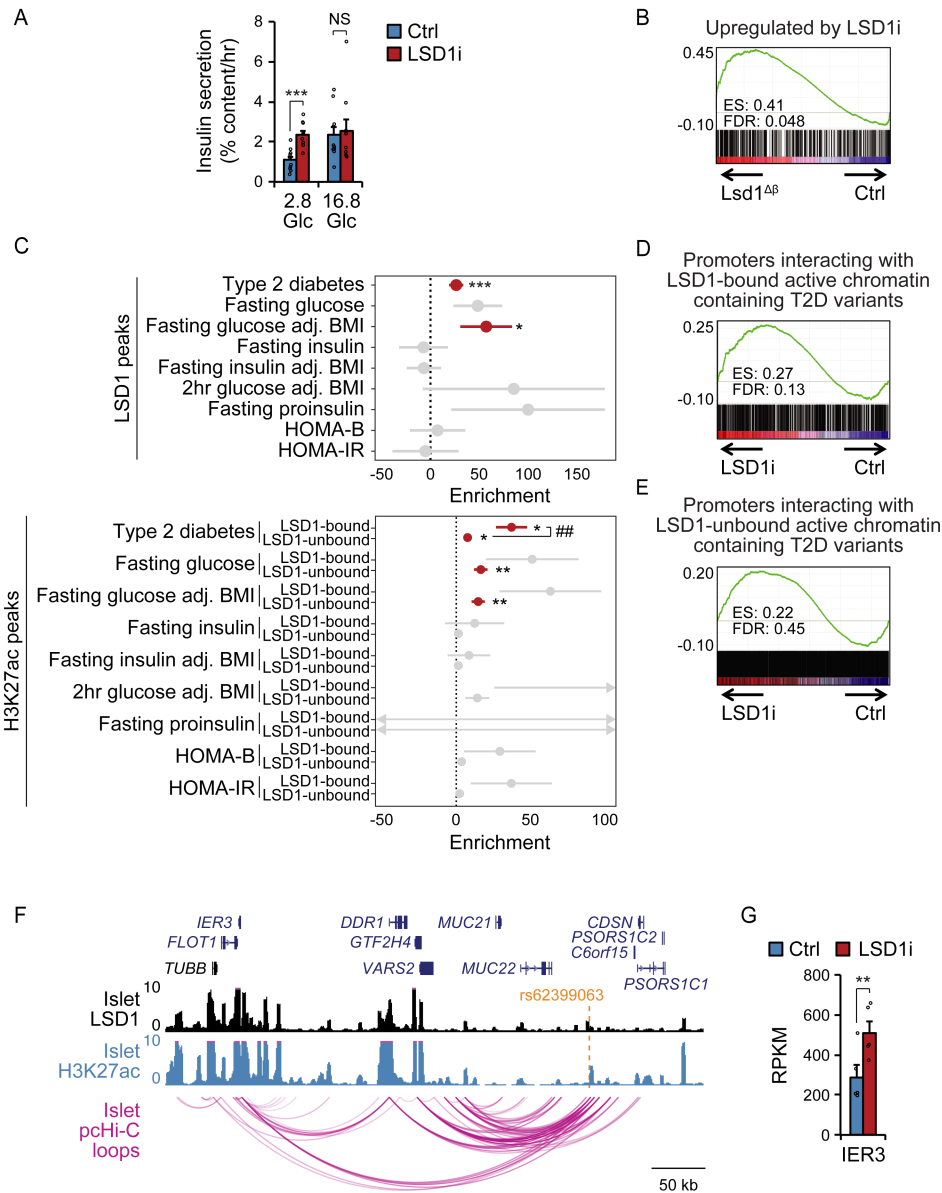 A
Insulin secretion
(% content/hr)
8
6
4
2
0
***
NS
Ctrl
LSD1i
2.8
Glc
16.8
Glc
B
Upregulated by LSD1i
0.45
-0.10
ES: 0.41
FDR: 0.048
Lsd1Δβ
Ctrl
C
LSD1 peaks
Type 2 diabetes
***
Fasting glucose
Fasting glucose adj. BMI
*
Fasting insulin
Fasting insulin adj. BMI
2hr glucose adj. BMI
Fasting proinsulin
HOMA-B
HOMA-IR
-50 0 50 100 150
Enrichment
H3K27ac peaks
Type 2 diabetes
LSD1-bound
*
LSD1-unbound
*
##
Fasting glucose
LSD1-bound
LSD1-unbound
**
Fasting glucose adj. BMI
LSD1-bound
LSD1-unbound
**
Fasting insulin
LSD1-bound
LSD1-unbound
Fasting insulin adj. BMI
LSD1-bound
LSD1-unbound
2hr glucose adj. BMI
LSD1-bound
LSD1-unbound
Fasting proinsulin
LSD1-bound
LSD1-unbound
HOMA-B
LSD1-bound
LSD1-unbound
HOMA-IR
LSD1-bound
LSD1-unbound
-50 0 50 100
Enrichment
D
Promoters interacting with
LSD1-bound active chromatin
containing T2D variants
0.25
-0.10
ES: 0.27
FDR: 0.13
LSD1i
Ctrl
E
Promoters interacting with
LSD1-unbound active chromatin
containing T2D variants
0.20
-0.10
ES: 0.22
FDR: 0.45
LSD1i
Ctrl
F
IER3
DDR1
MUC21
CDSN
FLOT1
GTF2H4
PSORS1C2
C6orf15
TUBB
VARS2
MUC22
PSORS1C1
rs62399063
Islet
LSD1
10
0
Islet
H3K27ac
10
0
Islet
pcHi-C
loops
50 kb
G
Ctrl
LSD1i
RPKM
800
600
400
200
0
**
IER3